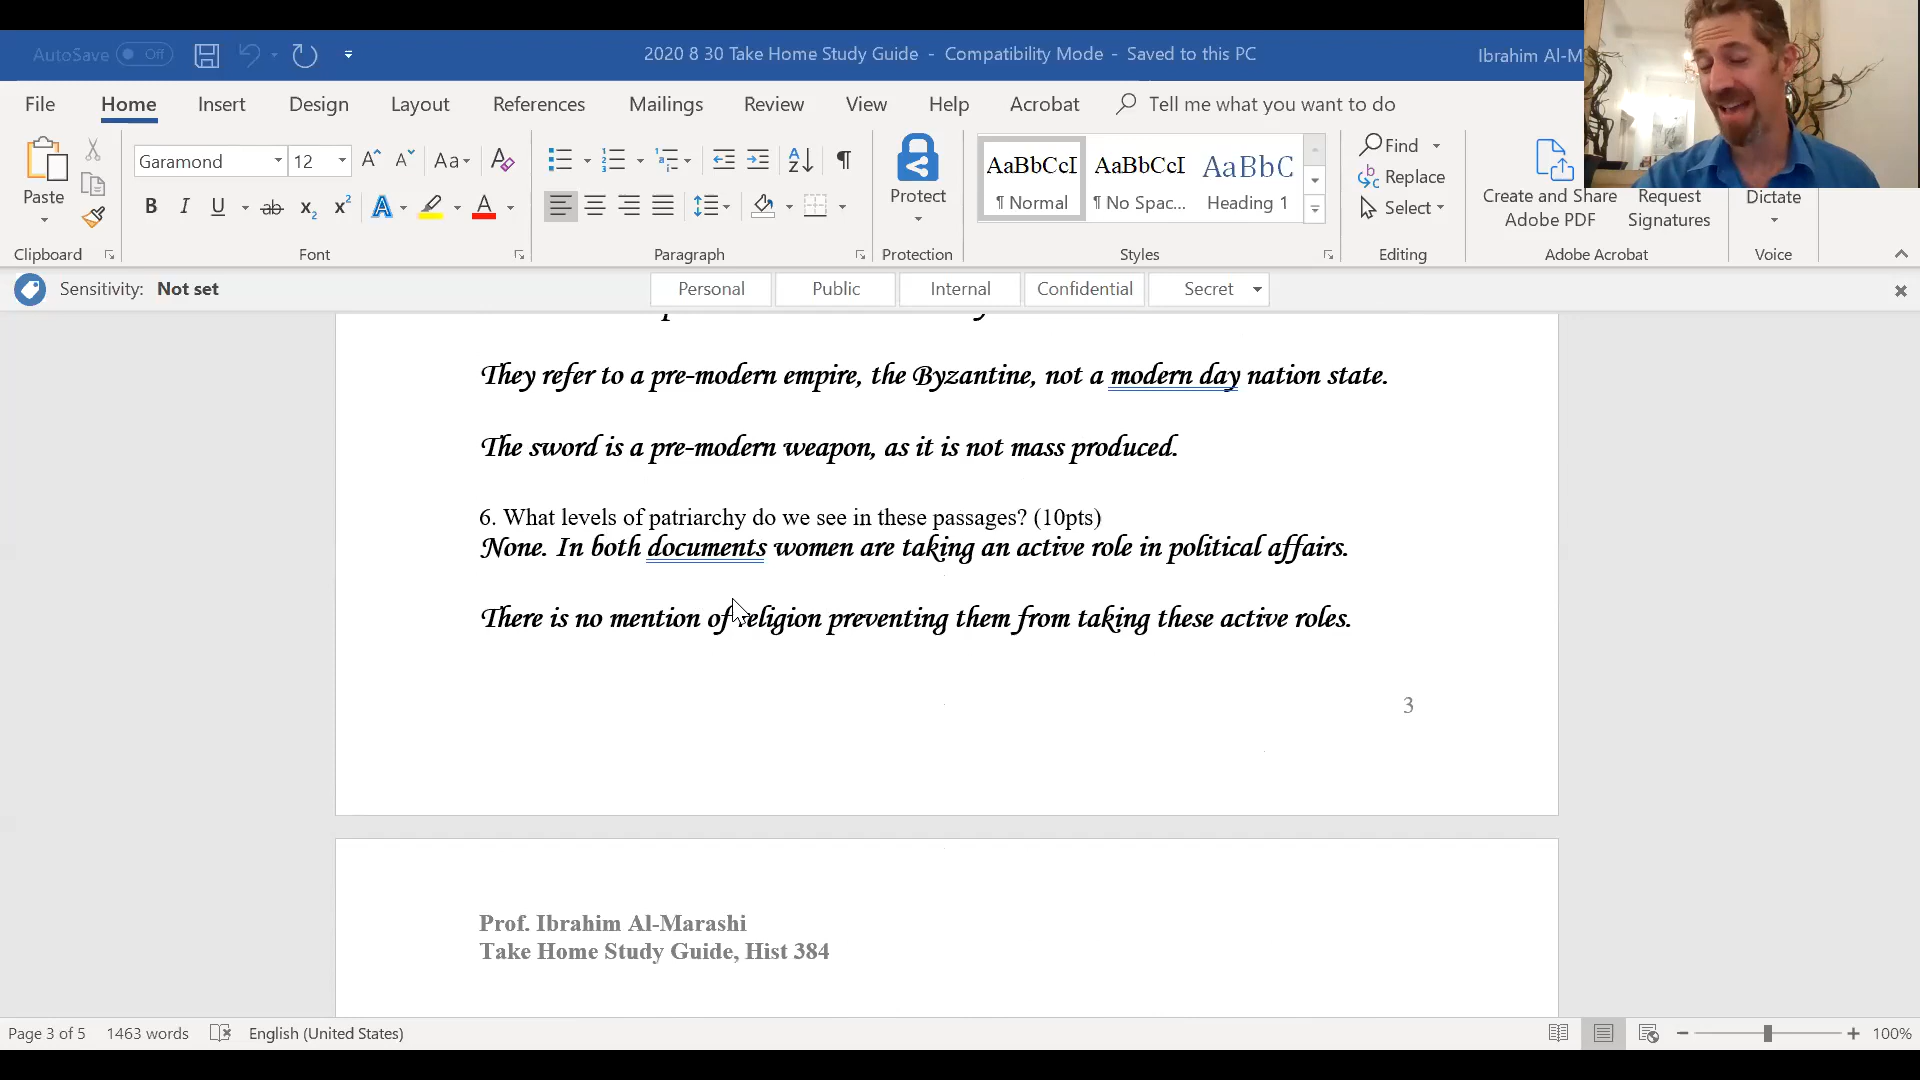 AutoSave Off
2020 8 30 Take Home Study Guide - Compatibility Mode - Saved to this PC
Ibrahim Al-M
File Home Insert Design Layout References Mailings Review View Help Acrobat Tell me what you want to do
Garamond 12 Aa
Paste
B I U ab x2 x2 A A
Protect
AaBbCcI AaBbCcI AaBbC
¶ Normal ¶ No Spac... Heading 1
Find
Replace
Select
Create and Share
Adobe PDF
Request
Signatures
Dictate
Clipboard Font Paragraph Protection Styles Editing Adobe Acrobat Voice
Sensitivity: Not set Personal Public Internal Confidential Secret
They refer to a pre-modern empire, the Byzantine, not a modern day nation state.
The sword is a pre-modern weapon, as it is not mass produced.
6. What levels of patriarchy do we see in these passages? (10pts)
None. In both documents women are taking an active role in political affairs.
There is no mention of religion preventing them from taking these active roles.
3
Prof. Ibrahim Al-Marashi
Take Home Study Guide, Hist 384
Page 3 of 5 1463 words English (United States) 100%